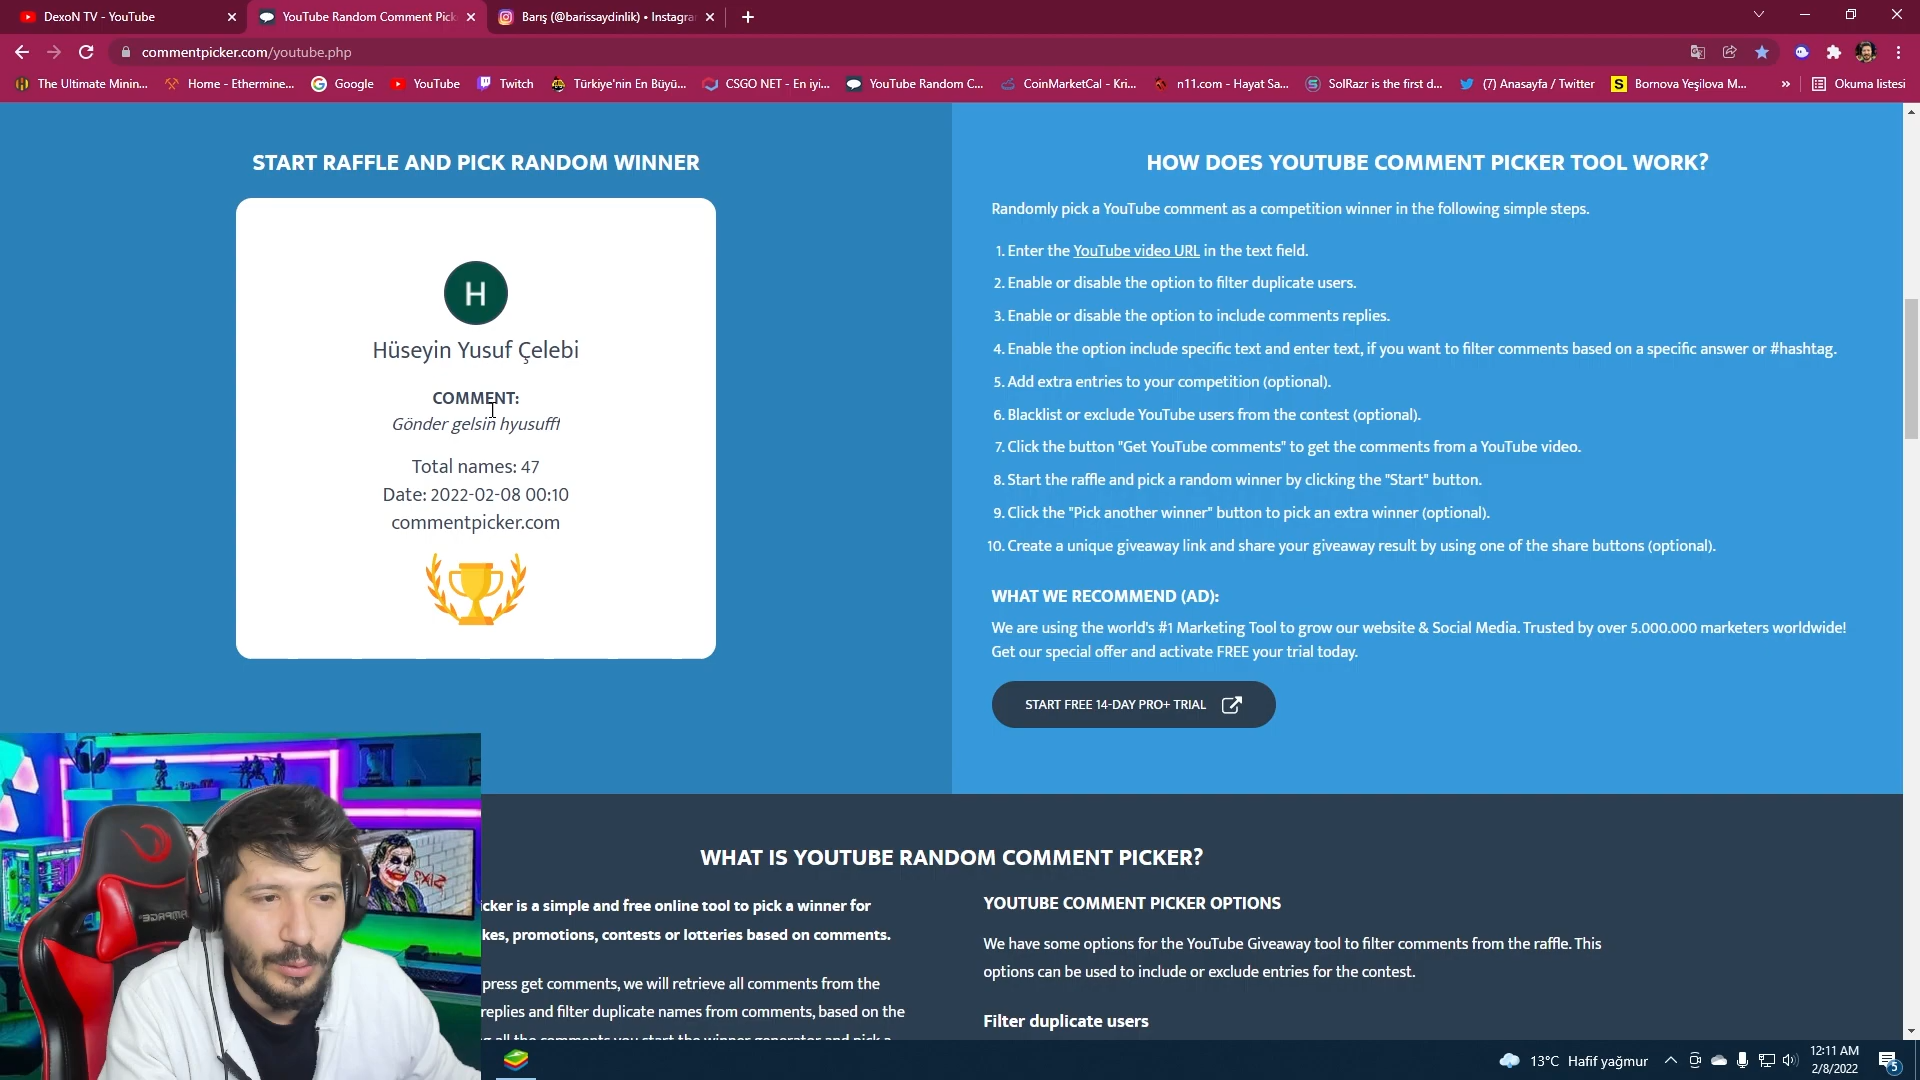 DexoN TV - YouTube
YouTube Random Comment Pick
Barış (@barissaydinlik) • Instagra
commentpicker.com/youtube.php
The Ultimate Minin...
Home - Ethermine...
Google
YouTube
Twitch
Türkiye'nin En Büyü...
CSGO NET - En iyi...
YouTube Random C...
CoinMarketCal - Kri...
n11.com - Hayat Sa...
SolRazr is the first d...
(7) Anasayfa / Twitter
Bornova Yeşilova M...
Okuma listesi
START RAFFLE AND PICK RANDOM WINNER
H
Hüseyin Yusuf Çelebi
COMMENT:
Gönder gelsin hyusufff
Total names: 47
Date: 2022-02-08 00:10
commentpicker.com
HOW DOES YOUTUBE COMMENT PICKER TOOL WORK?
Randomly pick a YouTube comment as a competition winner in the following simple steps.
1. Enter the YouTube video URL in the text field.
2. Enable or disable the option to filter duplicate users.
3. Enable or disable the option to include comments replies.
4. Enable the option include specific text and enter text, if you want to filter comments based on a specific answer or #hashtag.
5. Add extra entries to your competition (optional).
6. Blacklist or exclude YouTube users from the contest (optional).
7. Click the button "Get YouTube comments" to get the comments from a YouTube video.
8. Start the raffle and pick a random winner by clicking the "Start" button.
9. Click the "Pick another winner" button to pick an extra winner (optional).
10. Create a unique giveaway link and share your giveaway result by using one of the share buttons (optional).
WHAT WE RECOMMEND (AD):
We are using the world's #1 Marketing Tool to grow our website & Social Media. Trusted by over 5.000.000 marketers worldwide!
Get our special offer and activate FREE your trial today.
START FREE 14-DAY PRO+ TRIAL
WHAT IS YOUTUBE RANDOM COMMENT PICKER?
icker is a simple and free online tool to pick a winner for
kes, promotions, contests or lotteries based on comments.
press get comments, we will retrieve all comments from the
replies and filter duplicate names from comments, based on the
YOUTUBE COMMENT PICKER OPTIONS
We have some options for the YouTube Giveaway tool to filter comments from the raffle. This
options can be used to include or exclude entries for the contest.
Filter duplicate users
13°C Hafif yağmur
12:11 AM
2/8/2022
5